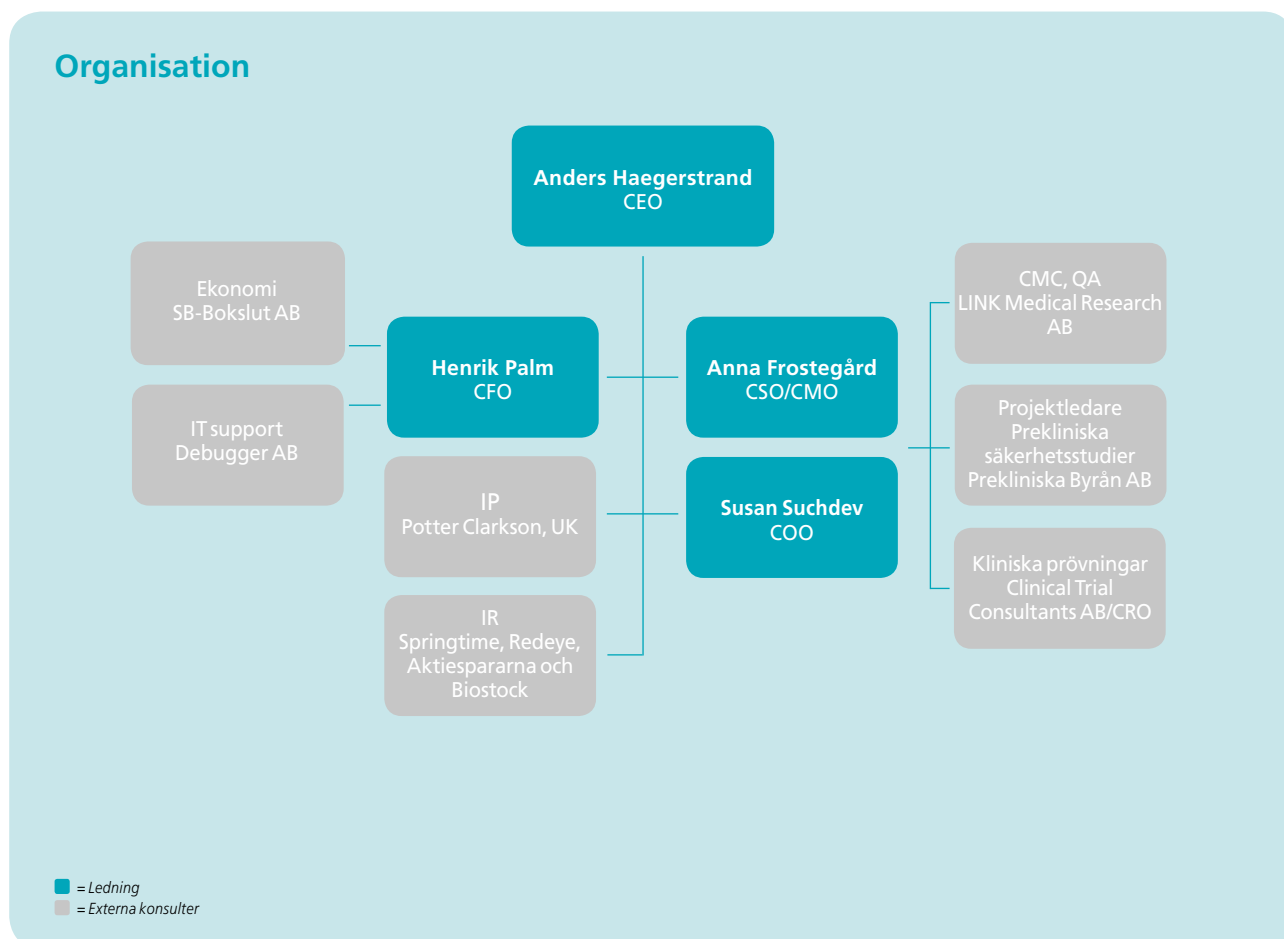 Organisation
Anders Haegerstrand
CEO
Ekonomi
SB-Bokslut AB
IT support
Debugger AB
Henrik Palm
CFO
Anna Frostegård
CSO/CMO
IP
Potter Clarkson, UK
Susan Suchdev
COO
IR
Springtime, Redeye,
Aktiespararna och
Biostock
CMC, QA
LINK Medical Research
AB
Projektledare
Prekliniska
säkerhetsstudier
Prekliniska Byrån AB
Kliniska prövningar
Clinical Trial
Consultants AB/CRO
= Ledning
= Externa konsulter